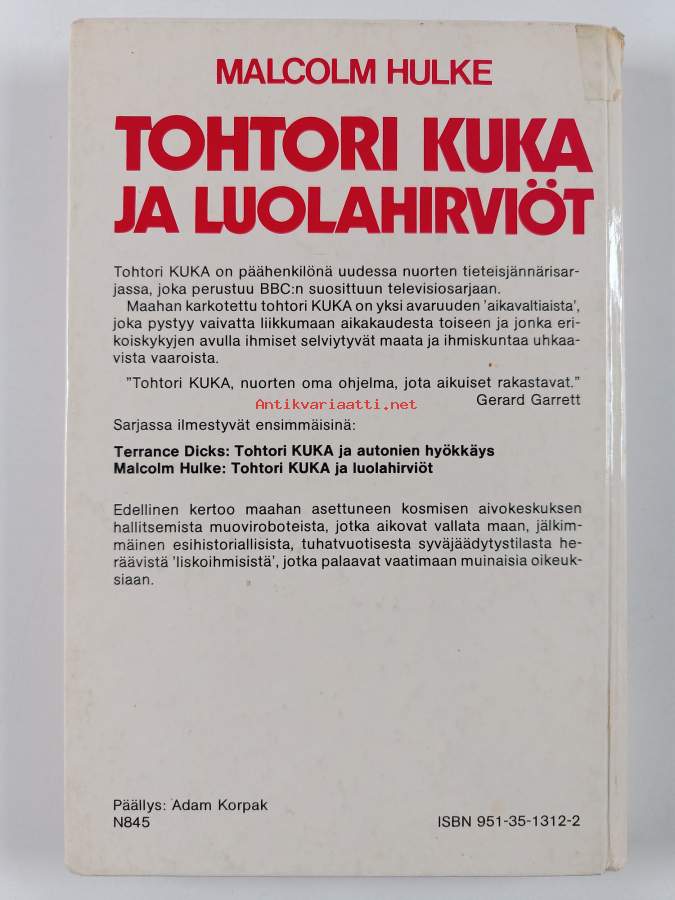 MALCOLM HULKE
TOHTORI KUKA
JA LUOLAHIRVIÖT
Tohtori KUKA on päähenkilönä uudessa nuorten tieteisjännärisar-
jassa, joka perustuu BBC:n suosittuun televisiosarjaan.
Maahan karkotettu tohtori KUKA on yksi avaruuden 'aikavaltiaista',
joka pystyy vaivatta liikkumaan aikakaudesta toiseen ja jonka eri-
koiskykyjen avulla ihmiset selviytyvät maata ja ihmiskuntaa uhkaa-
vista vaaroista.
"Tohtori KUKA, nuorten oma ohjelma, jota aikuiset rakastavat."
Antikvariaatti.net
Gerard Garrett
Sarjassa ilmestyvät ensimmäisinä:
Terrance Dicks: Tohtori KUKA ja autonien hyökkäys
Malcolm Hulke: Tohtori KUKA ja luolahirviöt
Edellinen kertoo maahan asettuneen kosmisen aivokeskuksen
hallitsemista muoviroboteista, jotka aikovat vallata maan, jälkim-
mäinen esihistoriallisista, tuhatvuotisesta syväjäädytystilasta he-
räävistä 'liskoihmisistä', jotka palaavat vaatimaan muinaisia oikeuk-
siaan.
Päällys: Adam Korpak
N845
ISBN 951-35-1312-2